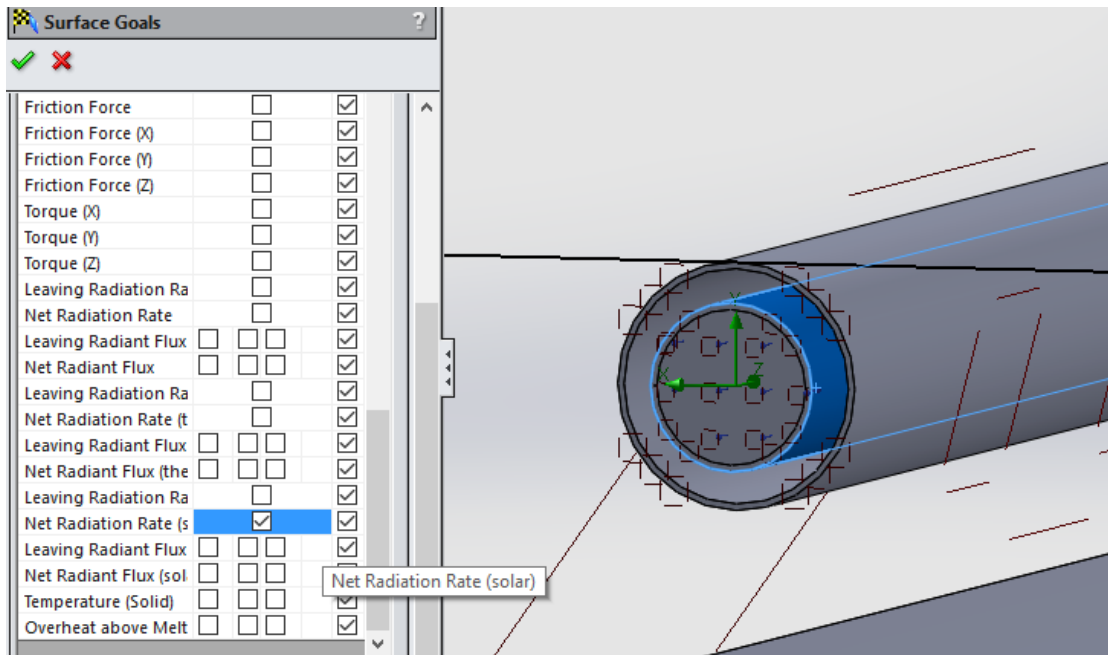 Surface Goals
?
Friction Force
Friction Force (X)
Friction Force (Y)
Friction Force (Z)
Torque (X)
Torque (Y)
Torque (Z)
Leaving Radiation Ra
Net Radiation Rate
Leaving Radiant Flux
Net Radiant Flux
Leaving Radiation Ra
Net Radiation Rate (t
Leaving Radiant Flux
Net Radiant Flux (the
Leaving Radiation Ra
Net Radiation Rate (s
Leaving Radiant Flux
Net Radiant Flux (sol
Temperature (Solid)
Overheat above Melt
Net Radiation Rate (solar)
Y
X
Z